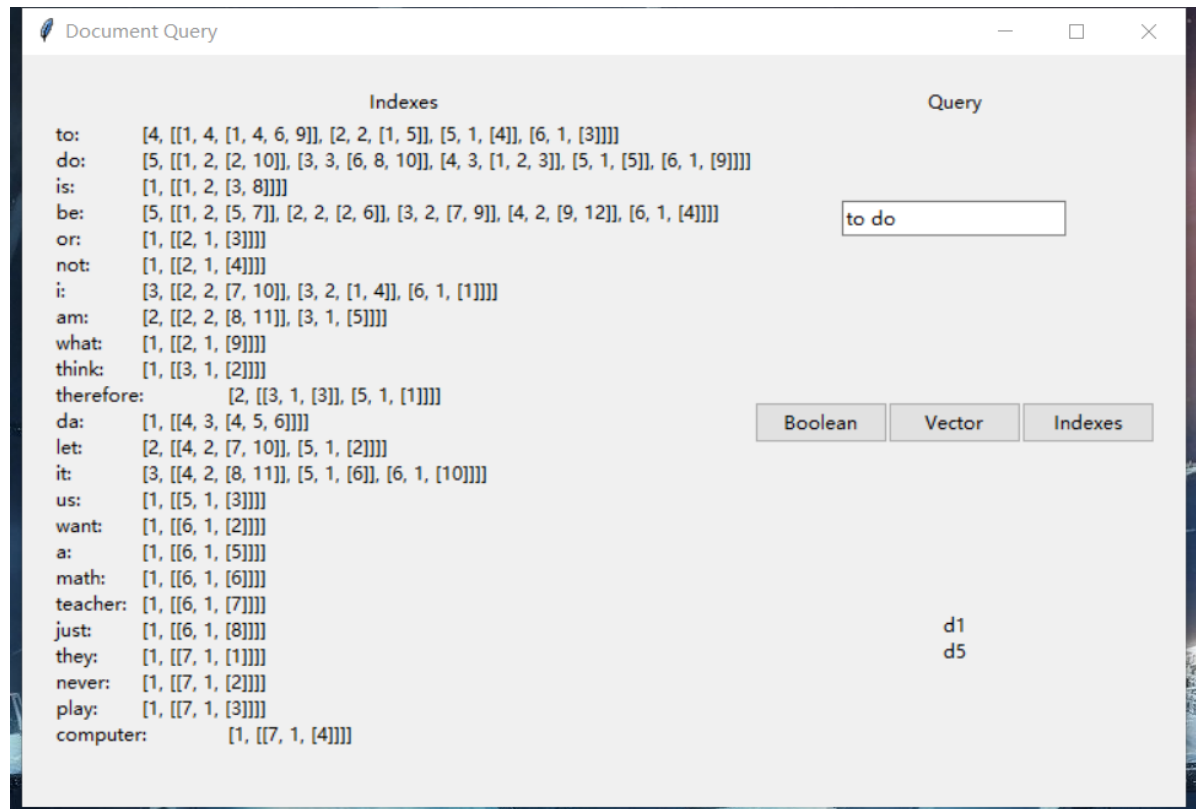 Document Query
Indexes
to: [4, [[1, 4, [1, 4, 6, 9]], [2, 2, [1, 5]], [5, 1, [4]], [6, 1, [3]]]]
do: [5, [[1, 2, [2, 10]], [3, 3, [6, 8, 10]], [4, 3, [1, 2, 3]], [5, 1, [5]], [6, 1, [9]]]]
is: [1, [[1, 2, [3, 8]]]]
be: [5, [[1, 2, [5, 7]], [2, 2, [2, 6]], [3, 2, [7, 9]], [4, 2, [9, 12]], [6, 1, [4]]]]
or: [1, [[2, 1, [3]]]]
not: [1, [[2, 1, [4]]]]
i: [3, [[2, 2, [7, 10]], [3, 2, [1, 4]], [6, 1, [1]]]]
am: [2, [[2, 2, [8, 11]], [3, 1, [5]]]]
what: [1, [[2, 1, [9]]]]
think: [1, [[3, 1, [2]]]]
therefore: [2, [[3, 1, [3]], [5, 1, [1]]]]
da: [1, [[4, 3, [4, 5, 6]]]]
let: [2, [[4, 2, [7, 10]], [5, 1, [2]]]]
it: [3, [[4, 2, [8, 11]], [5, 1, [6]], [6, 1, [10]]]]
us: [1, [[5, 1, [3]]]]
want: [1, [[6, 1, [2]]]]
a: [1, [[6, 1, [5]]]]
math: [1, [[6, 1, [6]]]]
teacher: [1, [[6, 1, [7]]]]
just: [1, [[6, 1, [8]]]]
they: [1, [[7, 1, [1]]]]
never: [1, [[7, 1, [2]]]]
play: [1, [[7, 1, [3]]]]
computer: [1, [[7, 1, [4]]]]
Query
to do
Boolean Vector Indexes
d1
d5